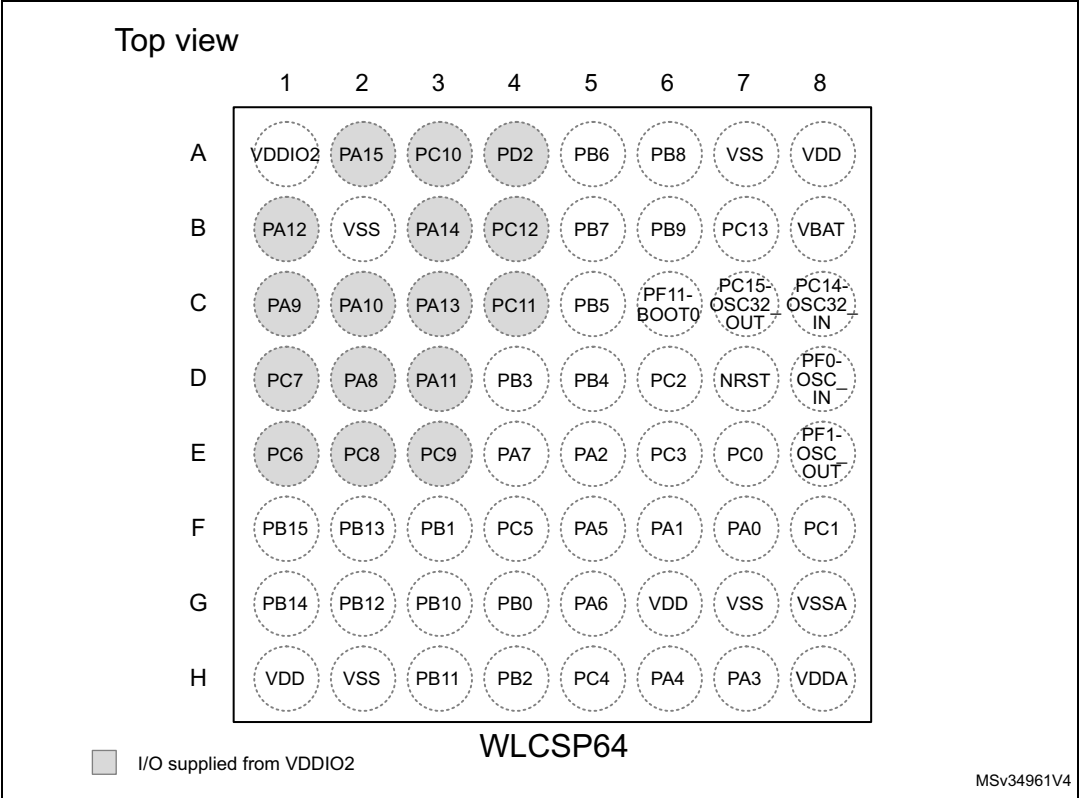 Top view
1 2 3 4 5 6 7 8
A VDDIO2 PA15 PC10 PD2 PB6 PB8 VSS VDD
B PA12 VSS PA14 PC12 PB7 PB9 PC13 VBAT
C PA9 PA10 PA13 PC11 PB5 PF11-BOOT0 PC15-OSC32_OUT PC14-OSC32_IN
D PC7 PA8 PA11 PB3 PB4 PC2 NRST PF0-OSC_IN
E PC6 PC8 PC9 PA7 PA2 PC3 PC0 PF1-OSC_OUT
F PB15 PB13 PB1 PC5 PA5 PA1 PA0 PC1
G PB14 PB12 PB10 PB0 PA6 VDD VSS VSSA
H VDD VSS PB11 PB2 PC4 PA4 PA3 VDDA
WLCSP64
I/O supplied from VDDIO2
MSv34961V4